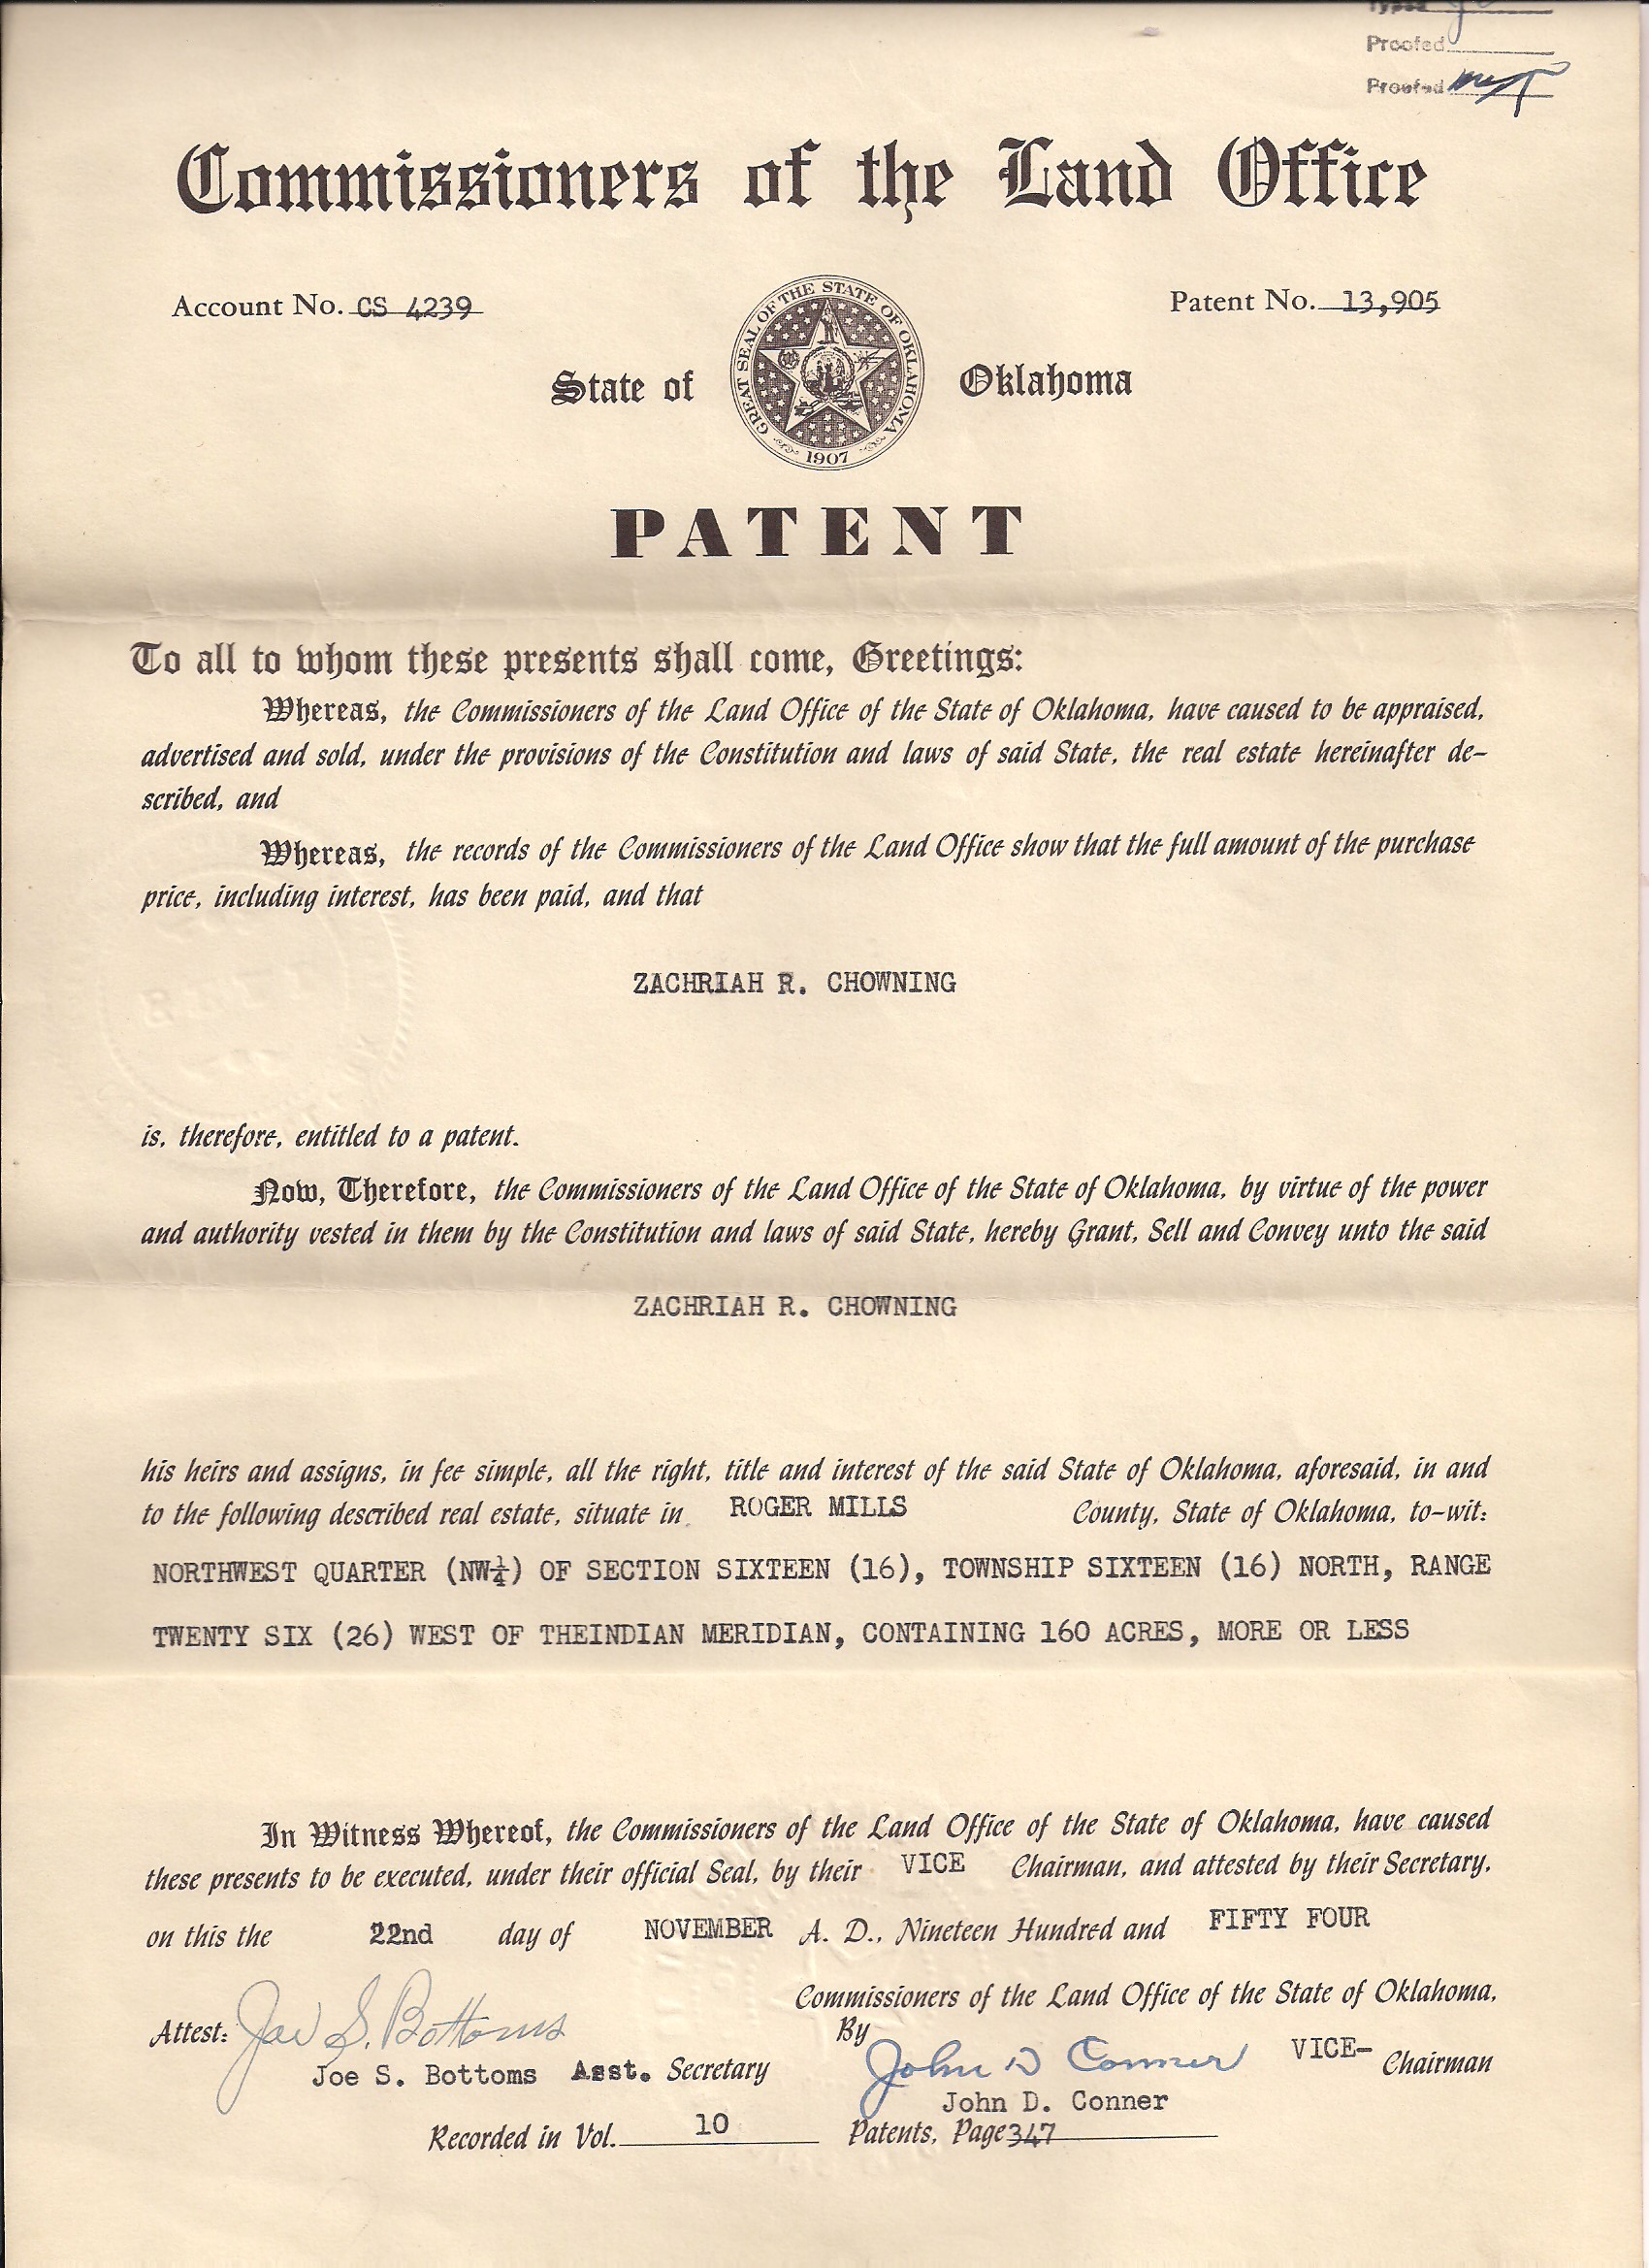 Typed
Proofed
Proofed
Commissioners of the Land Office
Account No. CS 4239
Patent No. 13,905
GREAT SEAL OF THE STATE OF OKLAHOMA
1907
State of Oklahoma
PATENT
To all to whom these presents shall come, Greetings:
Whereas, the Commissioners of the Land Office of the State of Oklahoma, have caused to be appraised,
advertised and sold, under the provisions of the Constitution and laws of said State, the real estate hereinafter de-
scribed, and
Whereas, the records of the Commissioners of the Land Office show that the full amount of the purchase
price, including interest, has been paid, and that
ZACHRIAH R. CHOWNING
is, therefore, entitled to a patent.
Now, Therefore, the Commissioners of the Land Office of the State of Oklahoma, by virtue of the power
and authority vested in them by the Constitution and laws of said State, hereby Grant, Sell and Convey unto the said
ZACHRIAH R. CHOWNING
his heirs and assigns, in fee simple, all the right, title and interest of the said State of Oklahoma, aforesaid, in and
to the following described real estate, situate in ROGER MILLS County, State of Oklahoma, to-wit:
NORTHWEST QUARTER (NW¼) OF SECTION SIXTEEN (16), TOWNSHIP SIXTEEN (16) NORTH, RANGE
TWENTY SIX (26) WEST OF THEINDIAN MERIDIAN, CONTAINING 160 ACRES, MORE OR LESS
In Witness Whereof, the Commissioners of the Land Office of the State of Oklahoma, have caused
these presents to be executed, under their official Seal, by their VICE Chairman, and attested by their Secretary,
on this the 22nd day of NOVEMBER A. D., Nineteen Hundred and FIFTY FOUR
Commissioners of the Land Office of the State of Oklahoma,
Attest: Joe S. Bottoms
By John D Conner VICE- Chairman
Joe S. Bottoms Asst. Secretary
John D. Conner
Recorded in Vol. 10 Patents, Page 347